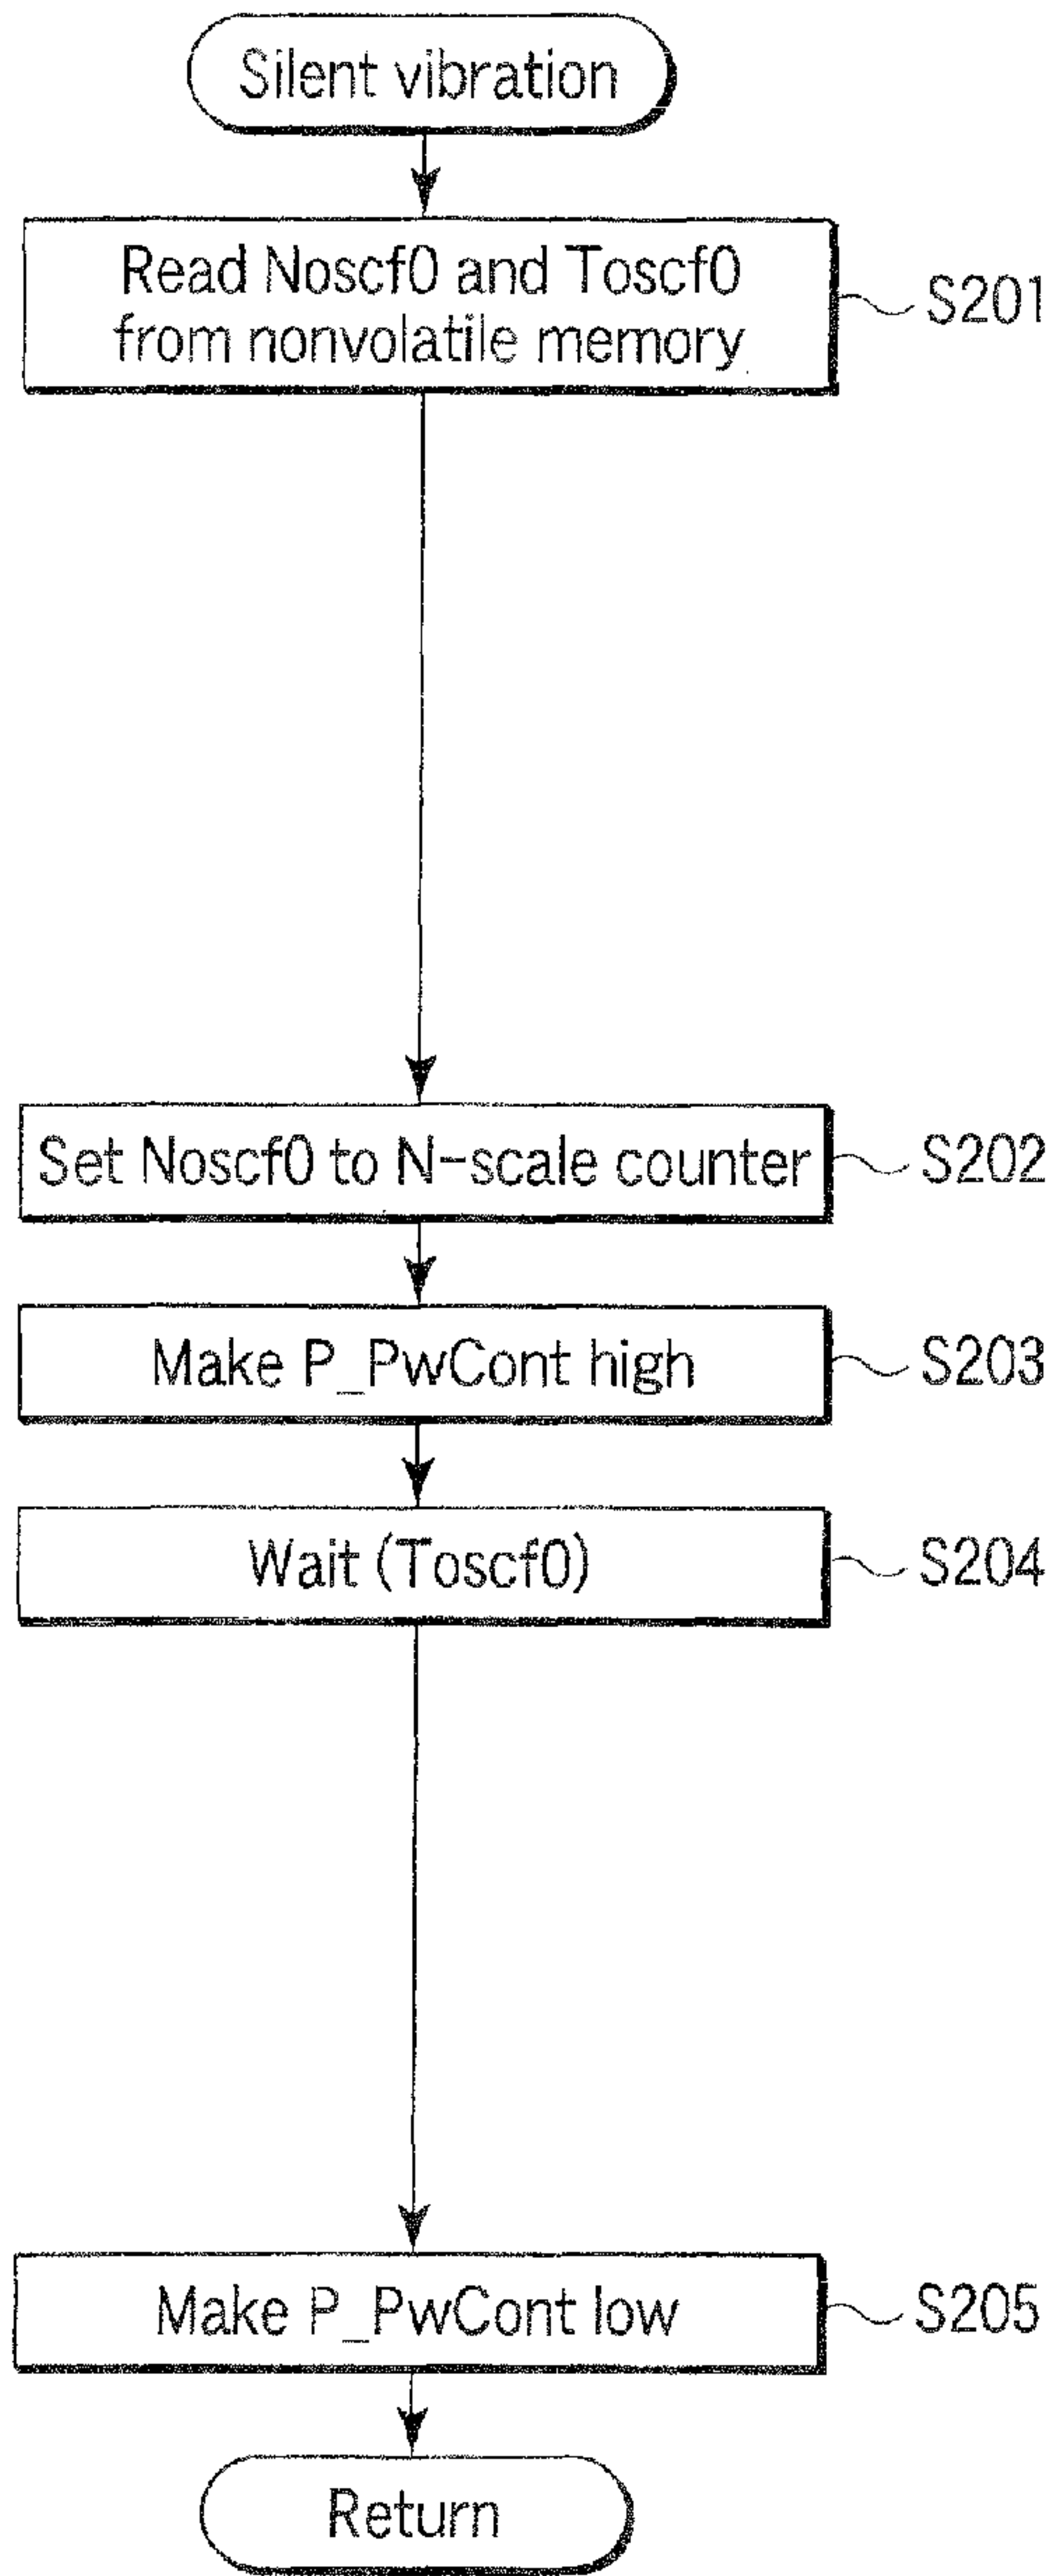 Silent vibration
Read Noscf0 and Toscf0
from nonvolatile memory
S201
Set Noscf0 to N-scale counter
S202
Make P_PwCont high
S203
Wait (Toscf0)
S204
Make P_PwCont low
S205
Return